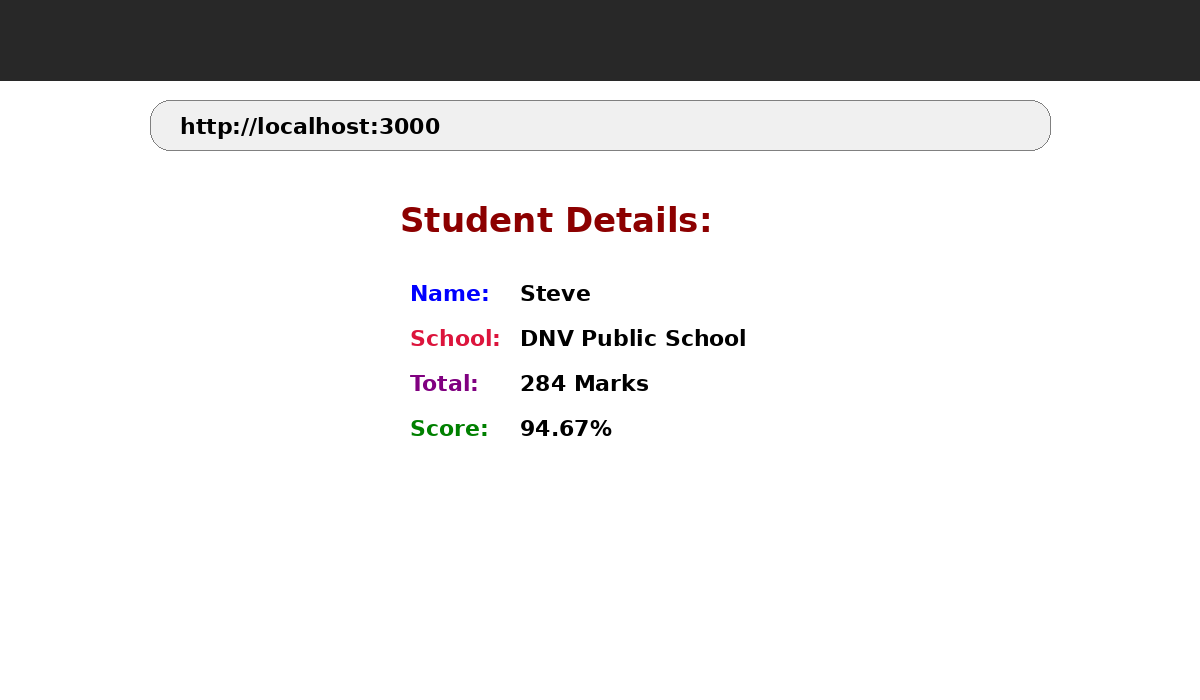 http://localhost:3000
Student Details:
Name: Steve
School: DNV Public School
Total: 284 Marks
Score: 94.67%